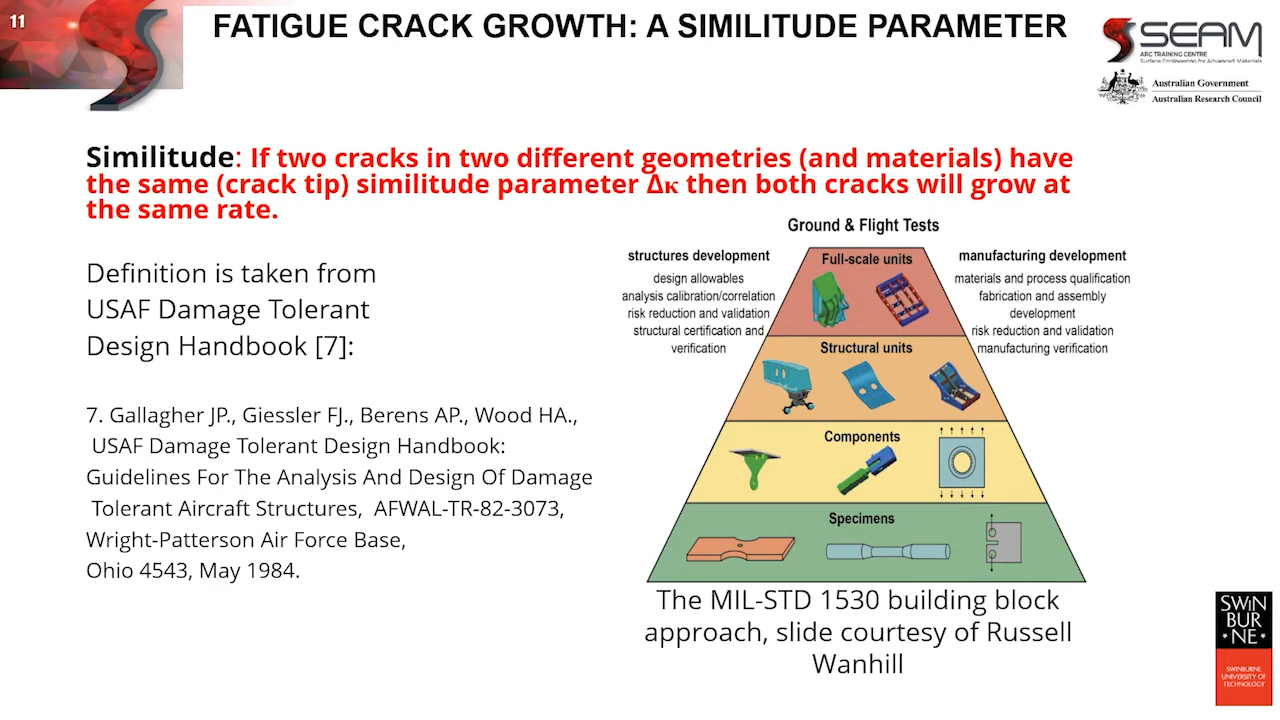 11
FATIGUE CRACK GROWTH: A SIMILITUDE PARAMETER
SEAM
ARC TRAINING CENTRE
Surface Engineering for Advanced Materials
Australian Government
Australian Research Council
Similitude: If two cracks in two different geometries (and materials) have
the same (crack tip) similitude parameter Δκ then both cracks will grow at
the same rate.
Definition is taken from
USAF Damage Tolerant
Design Handbook [7]:
7. Gallagher JP., Giessler FJ., Berens AP., Wood HA.,
USAF Damage Tolerant Design Handbook:
Guidelines For The Analysis And Design Of Damage
Tolerant Aircraft Structures, AFWAL-TR-82-3073,
Wright-Patterson Air Force Base,
Ohio 4543, May 1984.
Ground & Flight Tests
structures development
design allowables
analysis calibration/correlation
risk reduction and validation
structural certification and
verification
Full-scale units
Structural units
Components
Specimens
manufacturing development
materials and process qualification
fabrication and assembly
development
risk reduction and validation
manufacturing verification
The MIL-STD 1530 building block
approach, slide courtesy of Russell
Wanhill
SWiN
BUR
* NE *
SWINBURNE
UNIVERSITY OF
TECHNOLOGY